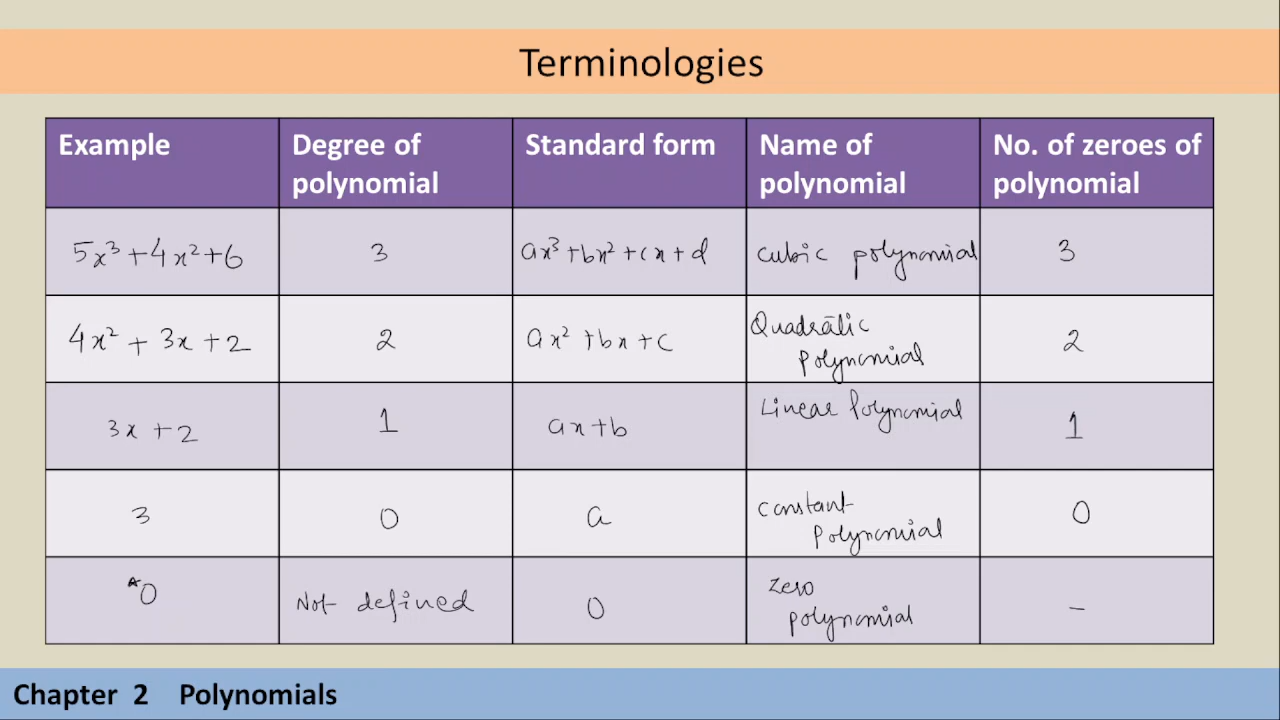 Terminologies
Example
Degree of
polynomial
Standard form
Name of
polynomial
No. of zeroes of
polynomial
5x³ + 4x² + 6
3
ax³ + bx² + cx + d
cubic polynomial
3
4x² + 3x + 2
2
ax² + bx + c
Quadratic
polynomial
2
3x + 2
1
ax + b
Linear Polynomial
1
3
0
a
constant
polynomial
0
0
Not defined
0
zero
polynomial
–
Chapter 2 Polynomials